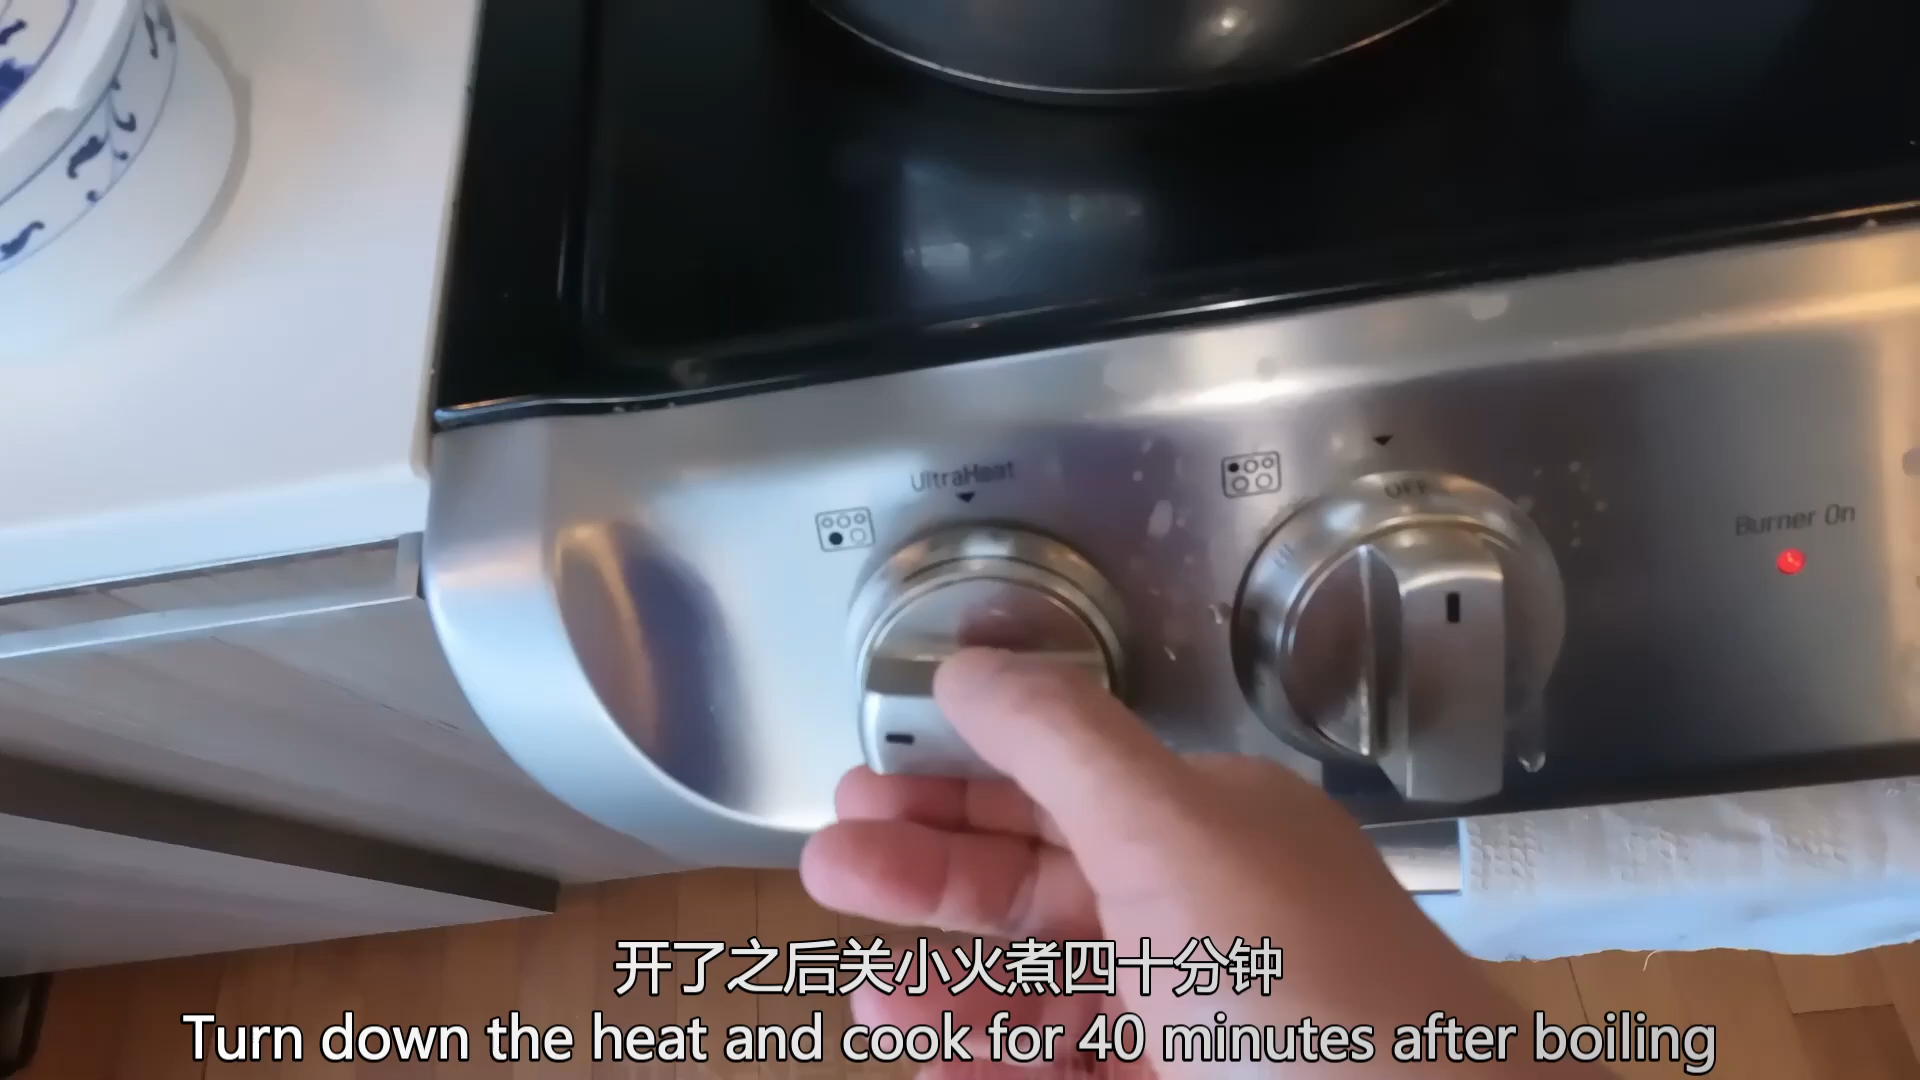 UltraHeat
OFF
Burner On
开了之后关小火煮四十分钟
Turn down the heat and cook for 40 minutes after boiling